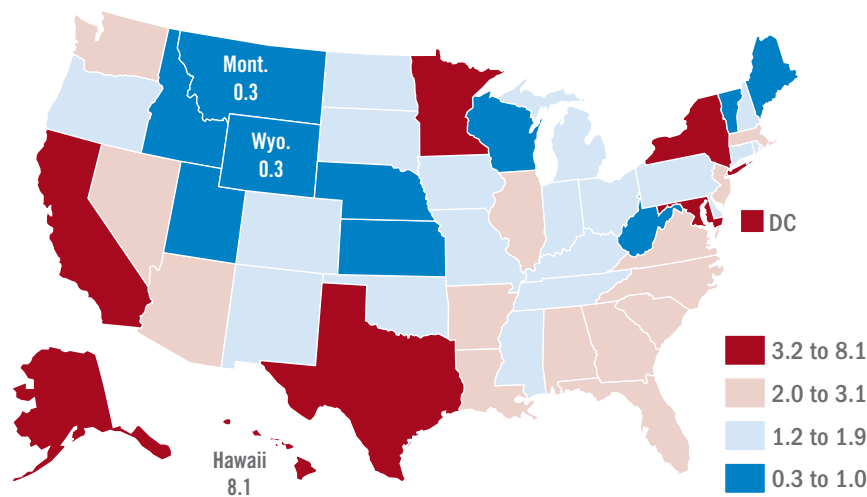 Mont.
0.3
Wyo.
0.3
DC
Hawaii
8.1
3.2 to 8.1
2.0 to 3.1
1.2 to 1.9
0.3 to 1.0